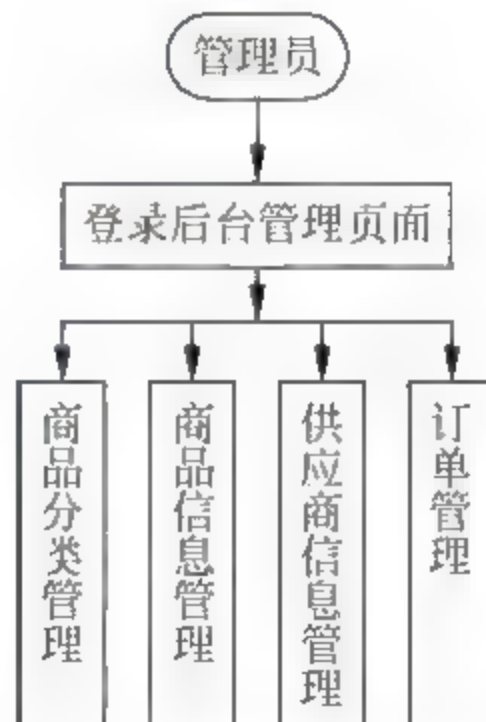 管理员
登录后台管理页面
商品分类管理
商品信息管理
供应商信息管理
订单管理